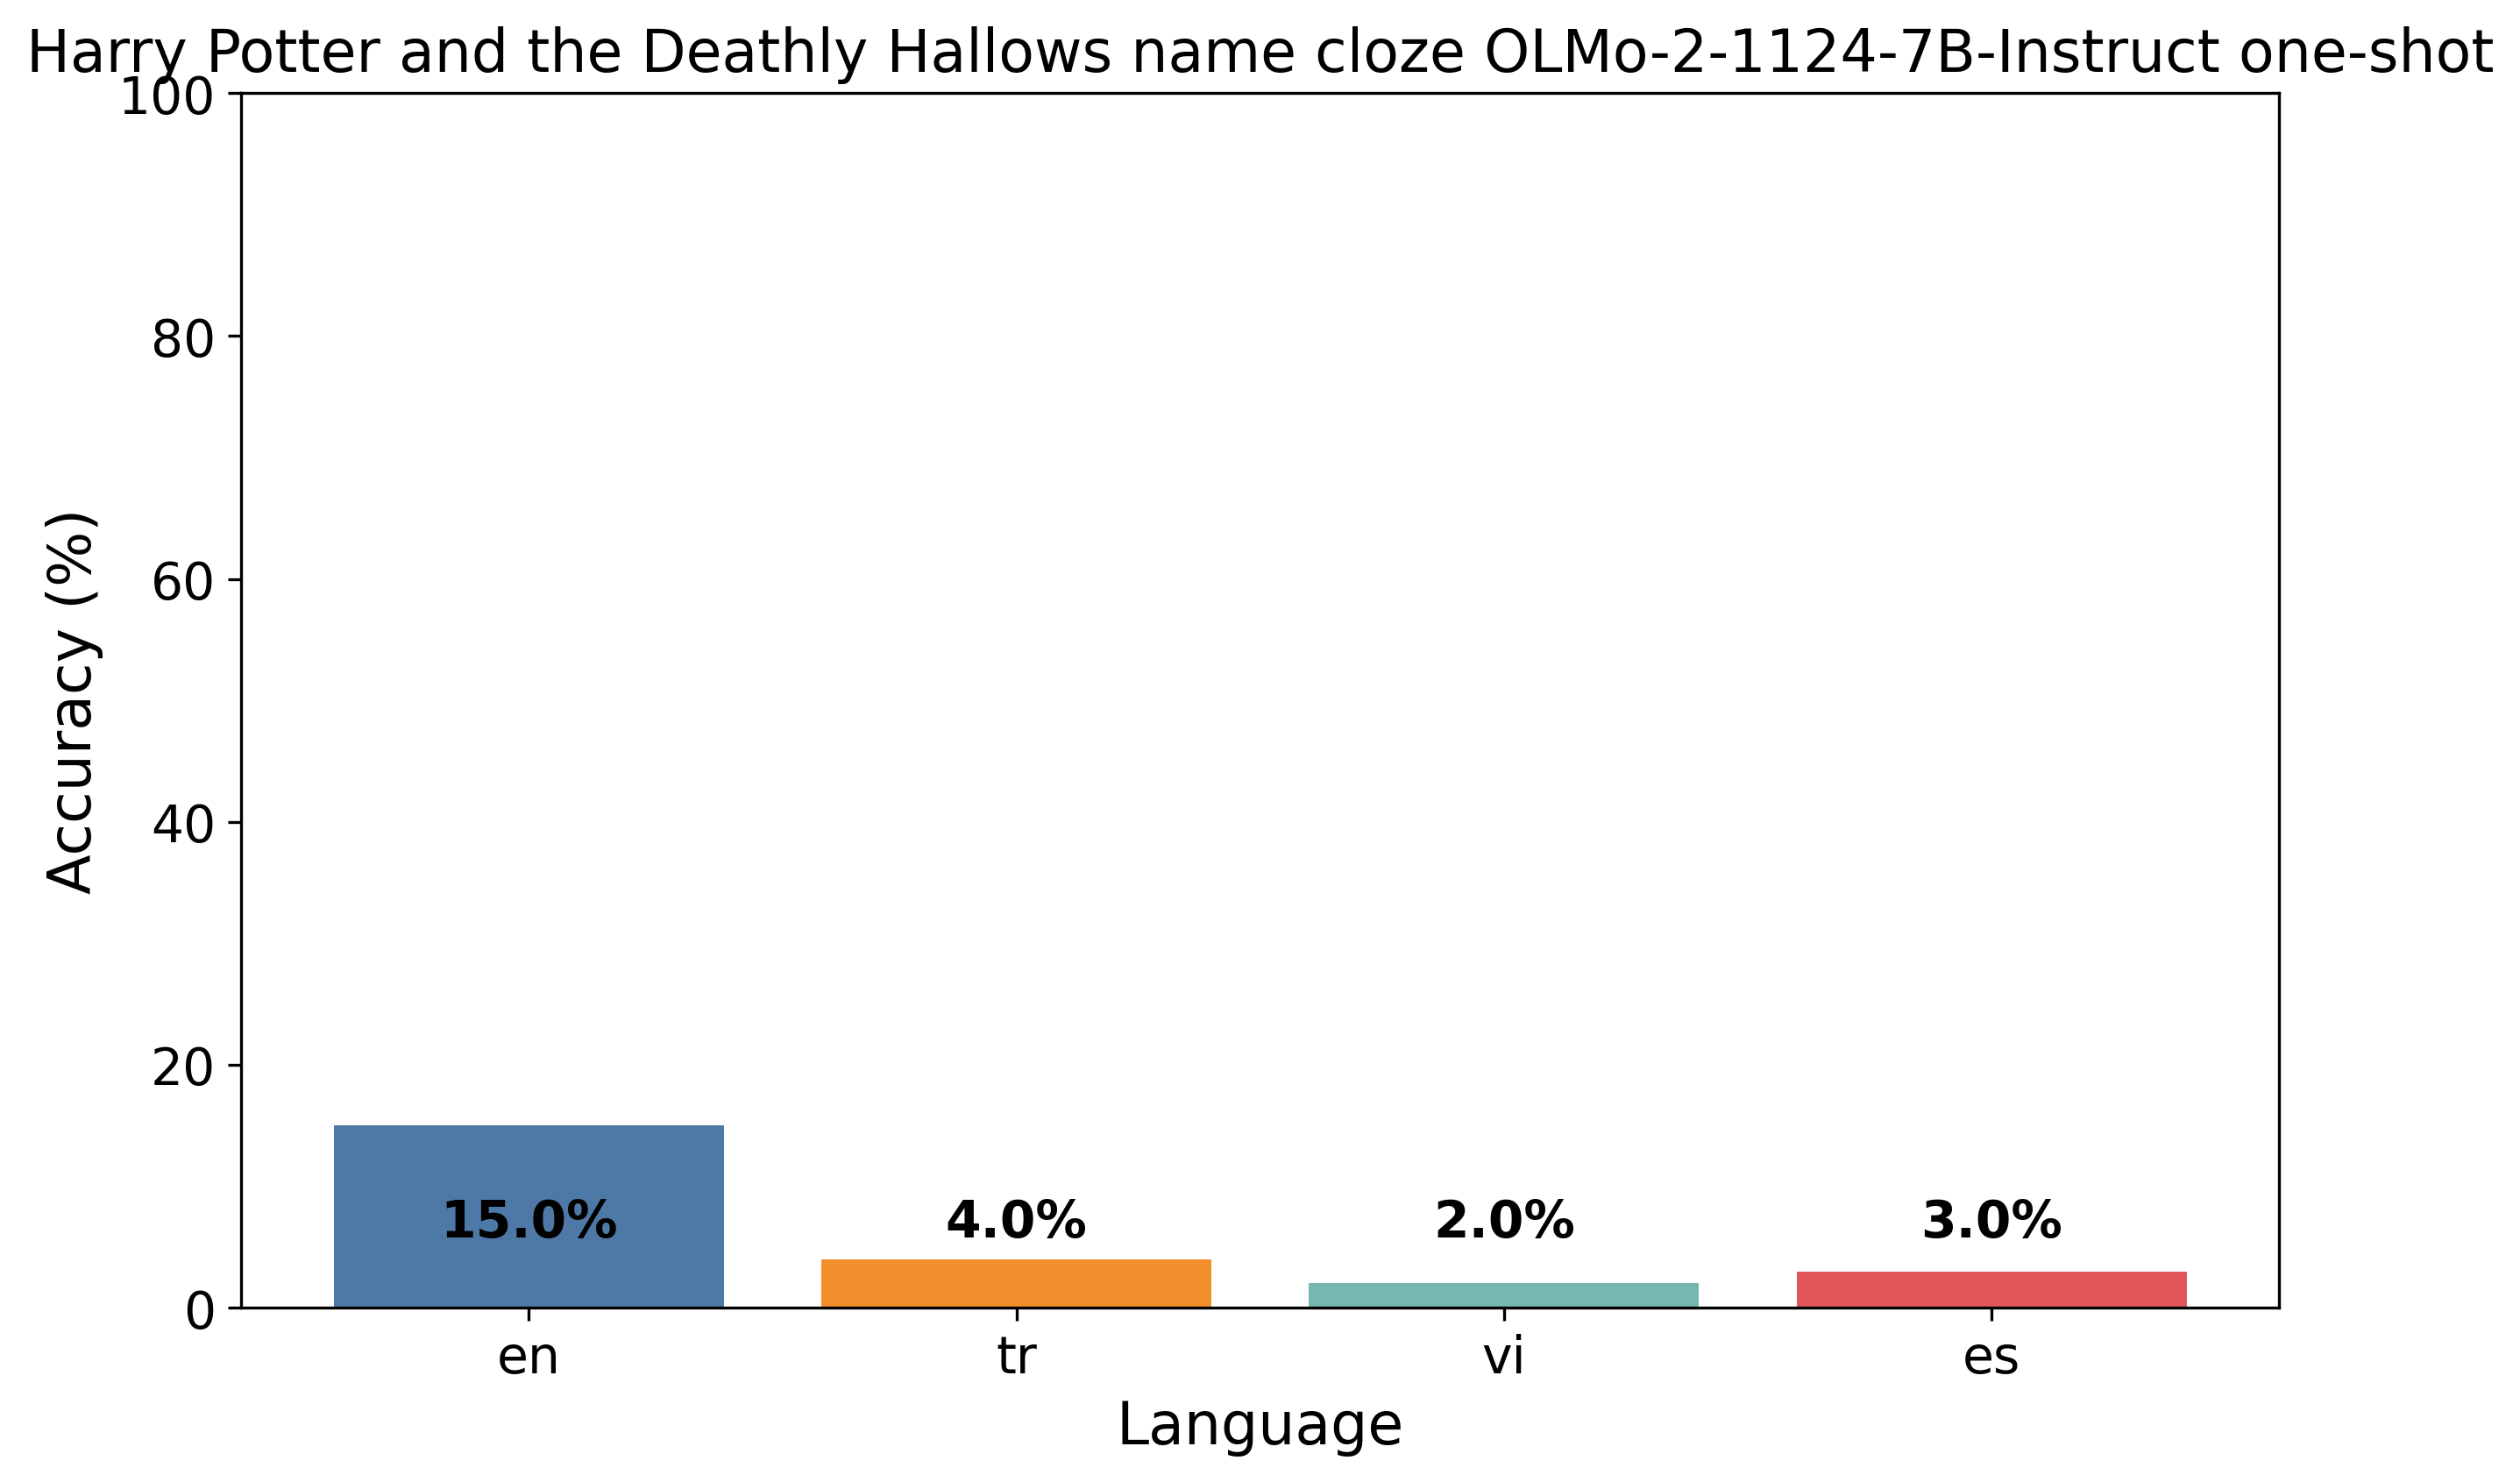 Harry Potter and the Deathly Hallows name cloze OLMo-2-1124-7B-Instruct one-shot
100
80
60
40
20
0
Accuracy (%)
15.0%
4.0%
2.0%
3.0%
en
tr
vi
es
Language